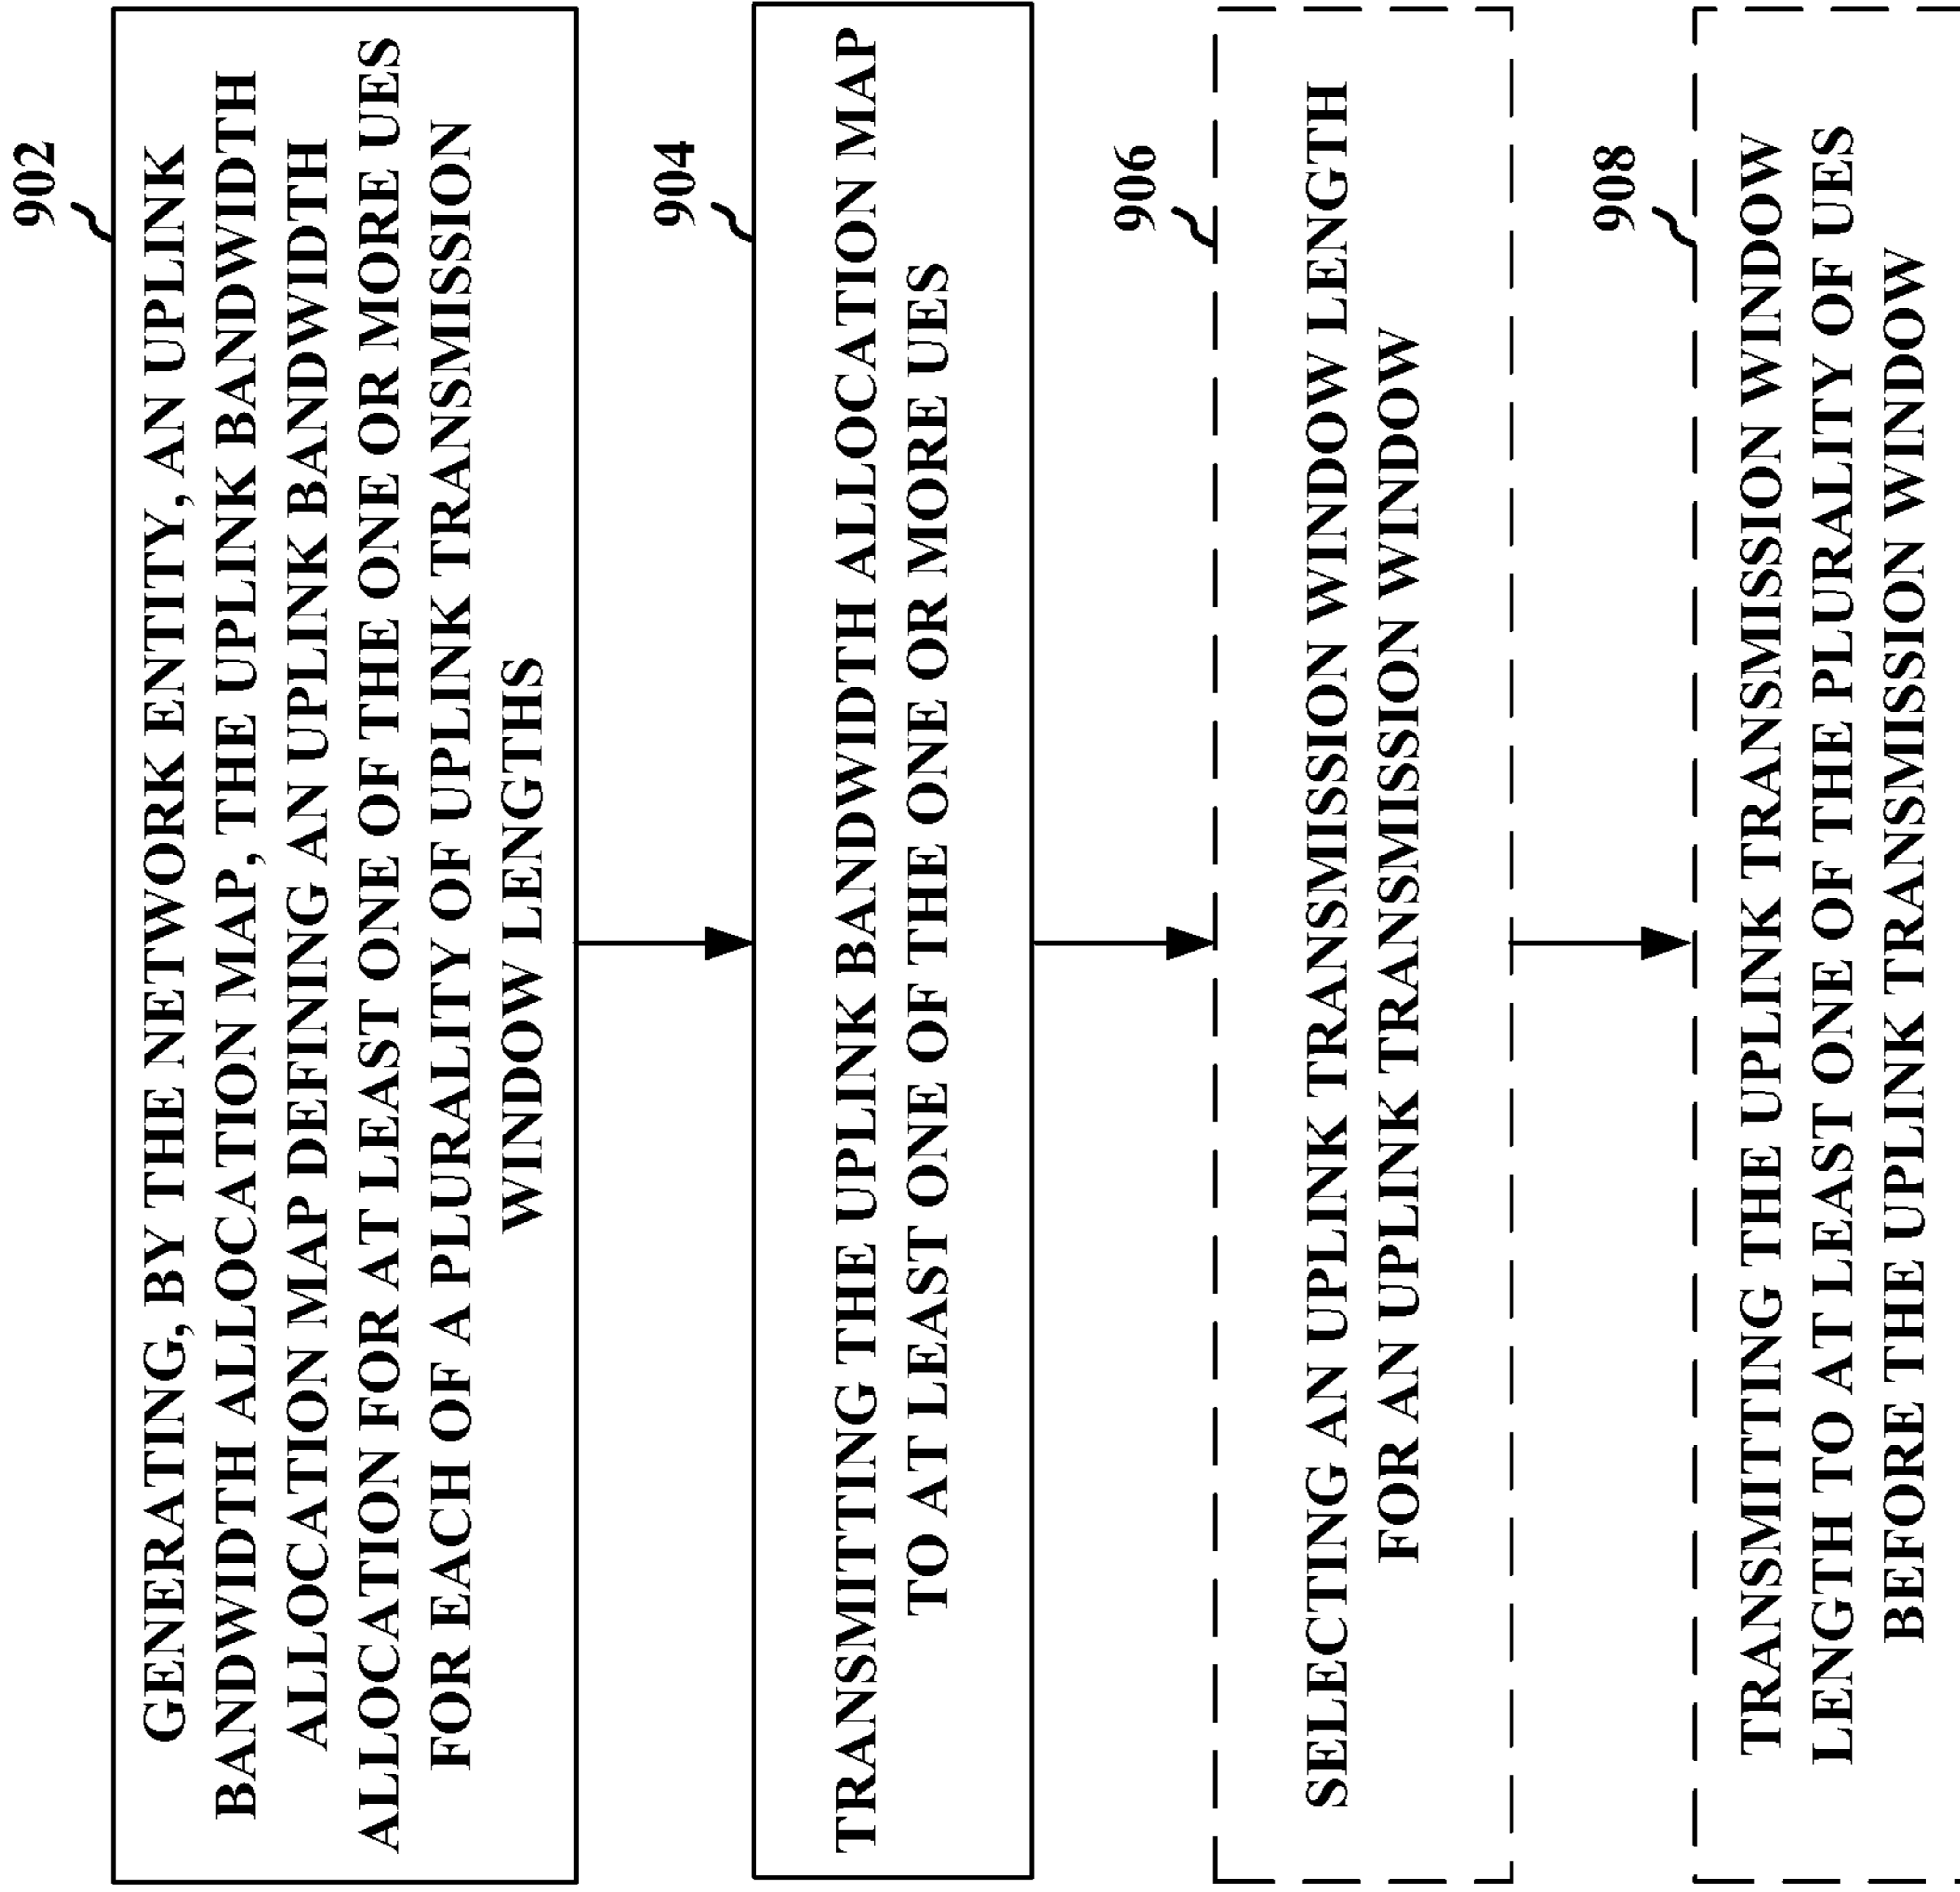 902
GENERATING, BY THE NETWORK ENTITY, AN UPLINK
BANDWIDTH ALLOCATION MAP, THE UPLINK BANDWIDTH
ALLOCATION MAP DEFINING AN UPLINK BANDWIDTH
ALLOCATION FOR AT LEAST ONE OF THE ONE OR MORE UES
FOR EACH OF A PLURALITY OF UPLINK TRANSMISSION
WINDOW LENGTHS
904
TRANSMITTING THE UPLINK BANDWIDTH ALLOCATION MAP
TO AT LEAST ONE OF THE ONE OR MORE UES
906
SELECTING AN UPLINK TRANSMISSION WINDOW LENGTH
FOR AN UPLINK TRANSMISSION WINDOW
908
TRANSMITTING THE UPLINK TRANSMISSION WINDOW
LENGTH TO AT LEAST ONE OF THE PLURALITY OF UES
BEFORE THE UPLINK TRANSMISSION WINDOW